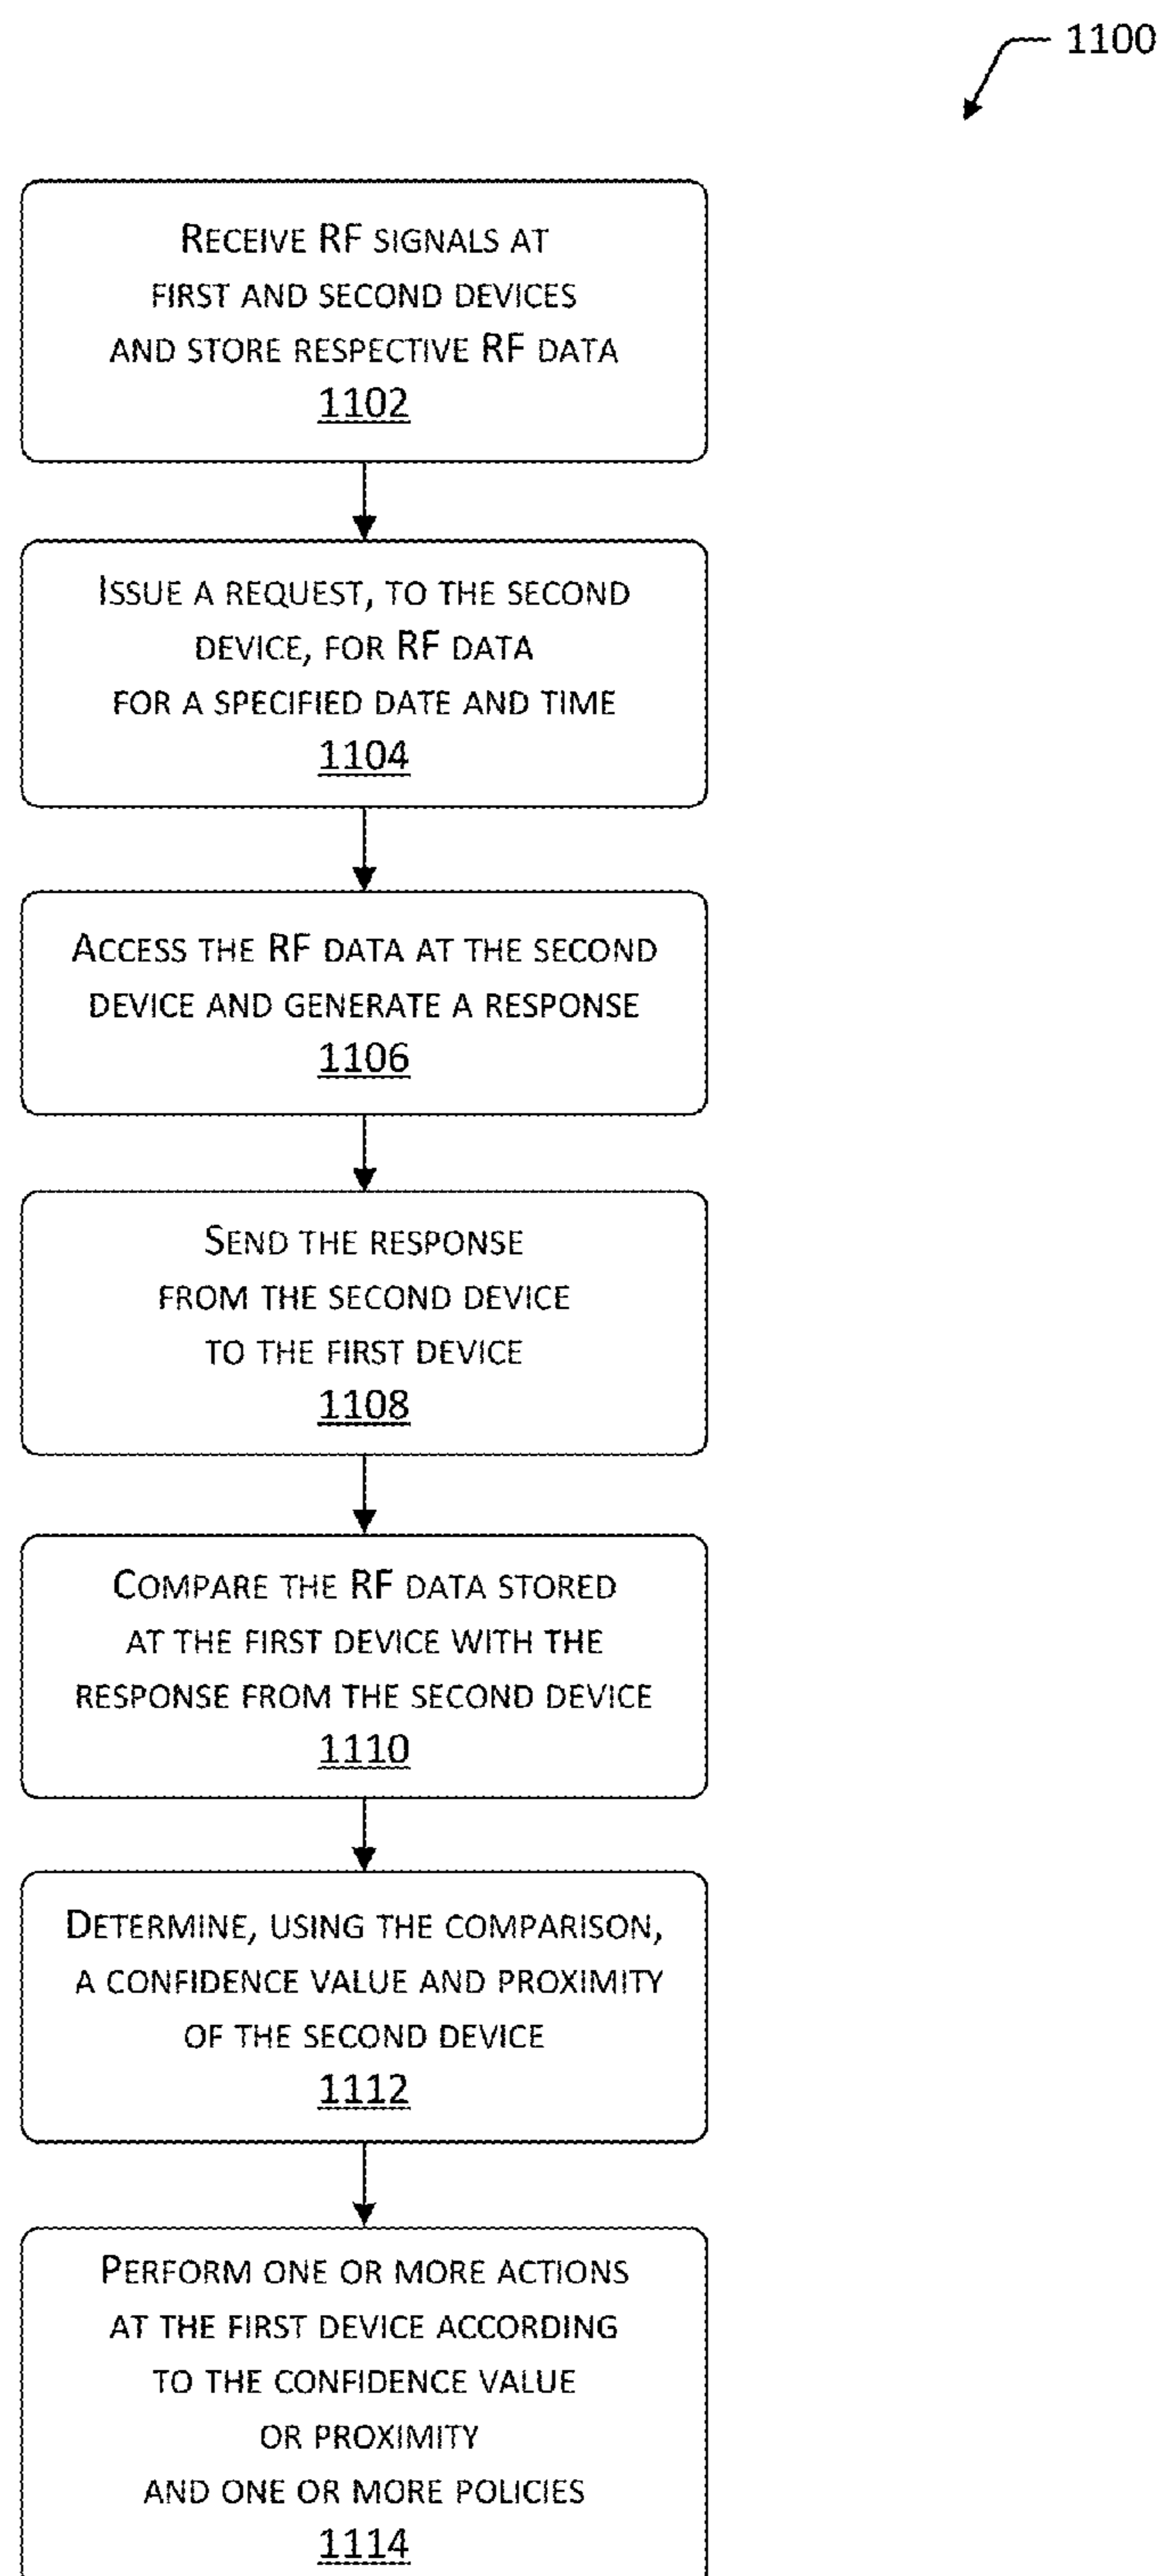 1100
RECEIVE RF SIGNALS AT
FIRST AND SECOND DEVICES
AND STORE RESPECTIVE RF DATA
1102
ISSUE A REQUEST, TO THE SECOND
DEVICE, FOR RF DATA
FOR A SPECIFIED DATE AND TIME
1104
ACCESS THE RF DATA AT THE SECOND
DEVICE AND GENERATE A RESPONSE
1106
SEND THE RESPONSE
FROM THE SECOND DEVICE
TO THE FIRST DEVICE
1108
COMPARE THE RF DATA STORED
AT THE FIRST DEVICE WITH THE
RESPONSE FROM THE SECOND DEVICE
1110
DETERMINE, USING THE COMPARISON,
A CONFIDENCE VALUE AND PROXIMITY
OF THE SECOND DEVICE
1112
PERFORM ONE OR MORE ACTIONS
AT THE FIRST DEVICE ACCORDING
TO THE CONFIDENCE VALUE
OR PROXIMITY
AND ONE OR MORE POLICIES
1114